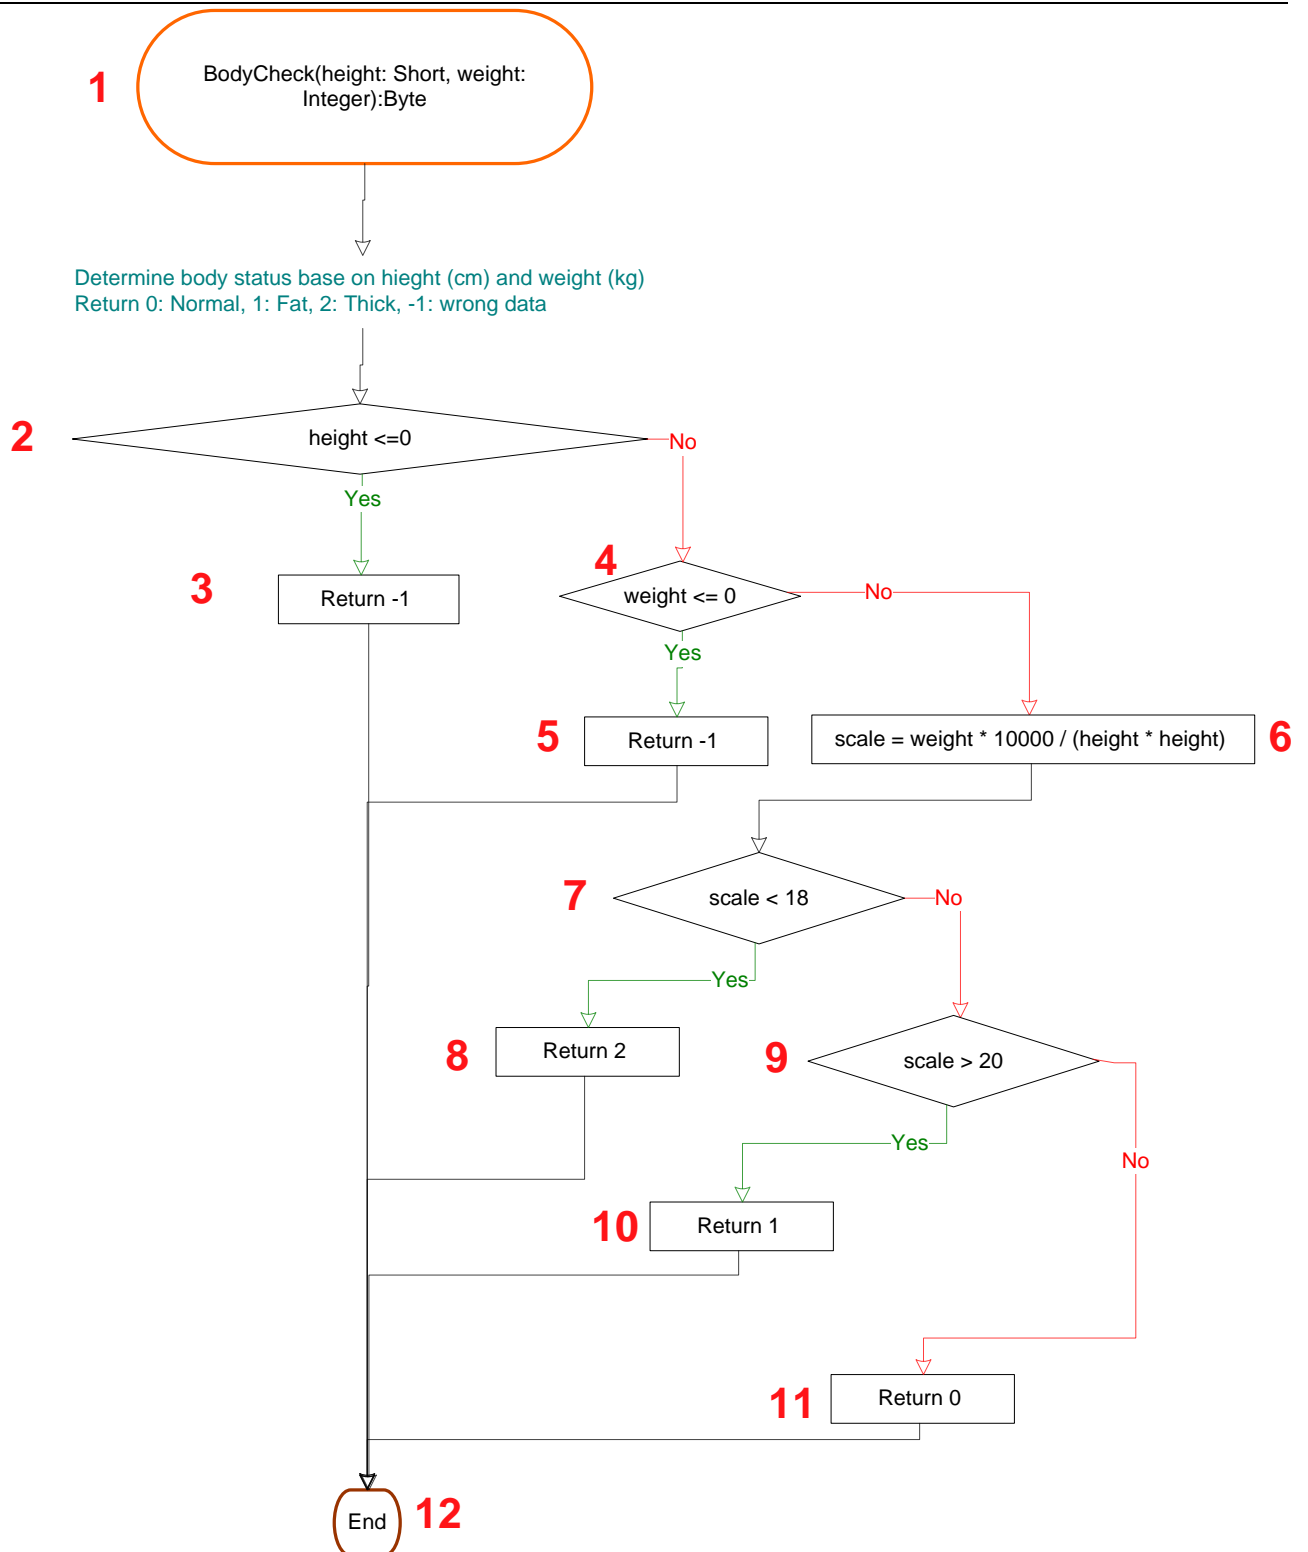 1
BodyCheck(height: Short, weight:
Integer):Byte
Determine body status base on hieght (cm) and weight (kg)
Return 0: Normal, 1: Fat, 2: Thick, -1: wrong data
2
height <=0
No
Yes
3
Return -1
4
weight <= 0
No
Yes
5
Return -1
scale = weight * 10000 / (height * height)
6
7
scale < 18
No
Yes
8
Return 2
9
scale > 20
Yes
No
10
Return 1
11
Return 0
End
12